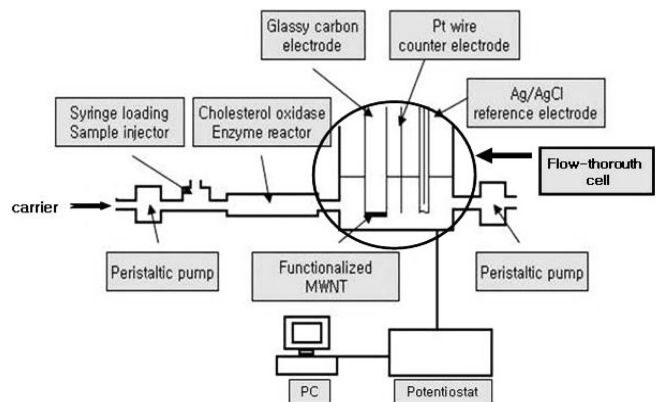 Glassy carbon
electrode
Pt wire
counter electrode
Syringe loading
Sample injector
Cholesterol oxidase
Enzyme reactor
Ag/AgCl
reference electrode
Flow-thorouth
cell
carrier
Peristaltic pump
Functionalized
MWNT
Peristaltic pump
PC
Potentiostat